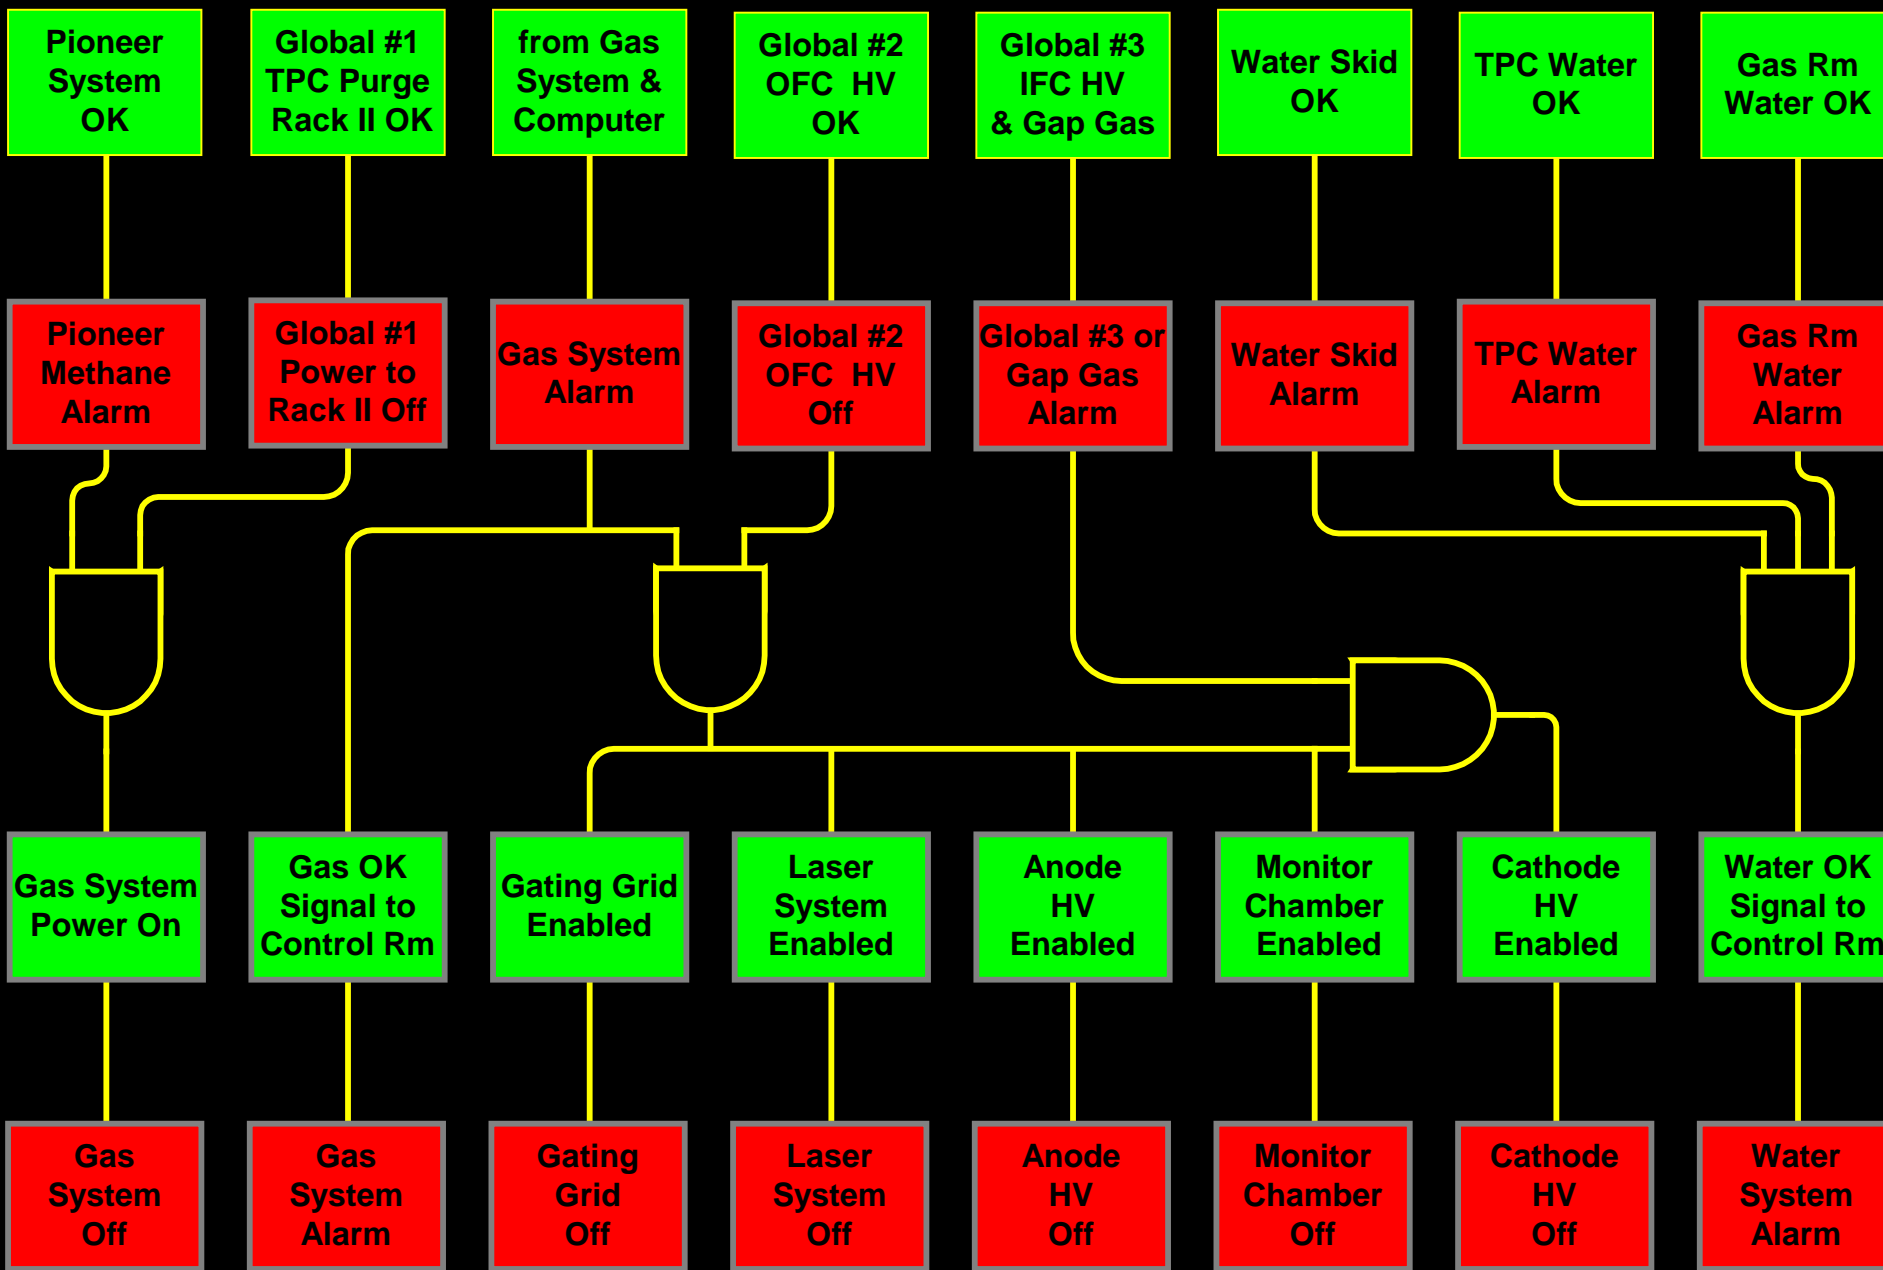 Pioneer
System
OK
Global #1
TPC Purge
Rack II OK
from Gas
System &
Computer
Global #2
OFC HV
OK
Global #3
IFC HV
& Gap Gas
Water Skid
OK
TPC Water
OK
Gas Rm
Water OK
Pioneer
Methane
Alarm
Global #1
Power to
Rack II Off
Gas System
Alarm
Global #2
OFC HV
Off
Global #3 or
Gap Gas
Alarm
Water Skid
Alarm
TPC Water
Alarm
Gas Rm
Water
Alarm
Gas System
Power On
Gas OK
Signal to
Control Rm
Gating Grid
Enabled
Laser
System
Enabled
Anode
HV
Enabled
Monitor
Chamber
Enabled
Cathode
HV
Enabled
Water OK
Signal to
Control Rm
Gas
System
Off
Gas
System
Alarm
Gating
Grid
Off
Laser
System
Off
Anode
HV
Off
Monitor
Chamber
Off
Cathode
HV
Off
Water
System
Alarm